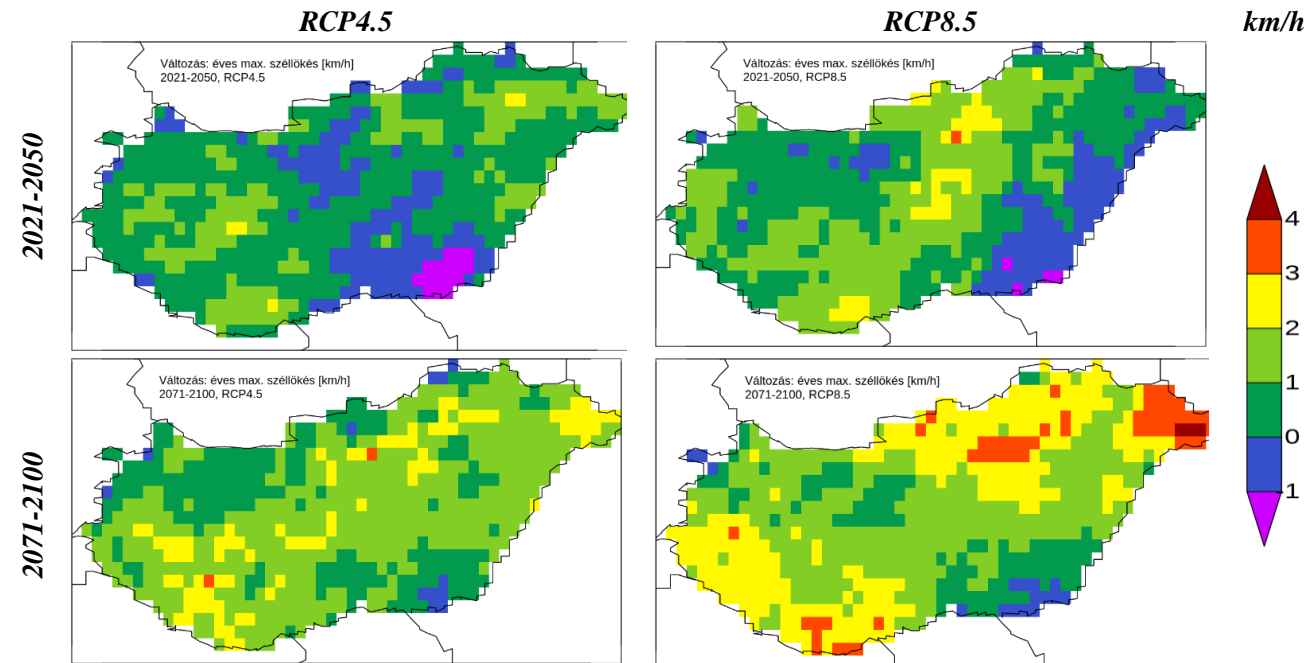 RCP4.5
RCP8.5
km/h
2021-2050
Változás: éves max. széllökés [km/h]
2021-2050, RCP4.5
Változás: éves max. széllökés [km/h]
2021-2050, RCP8.5
2071-2100
Változás: éves max. széllökés [km/h]
2071-2100, RCP4.5
Változás: éves max. széllökés [km/h]
2071-2100, RCP8.5
4
3
2
1
0
-1